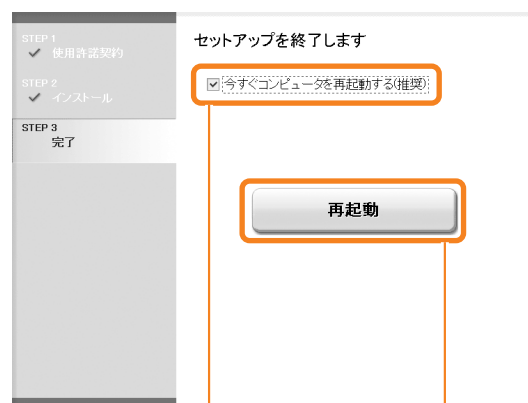 STEP 1
使用許諾契約
STEP 2
インストール
STEP 3
完了
セットアップを終了します
今すぐコンピュータを再起動する(推奨)
再起動